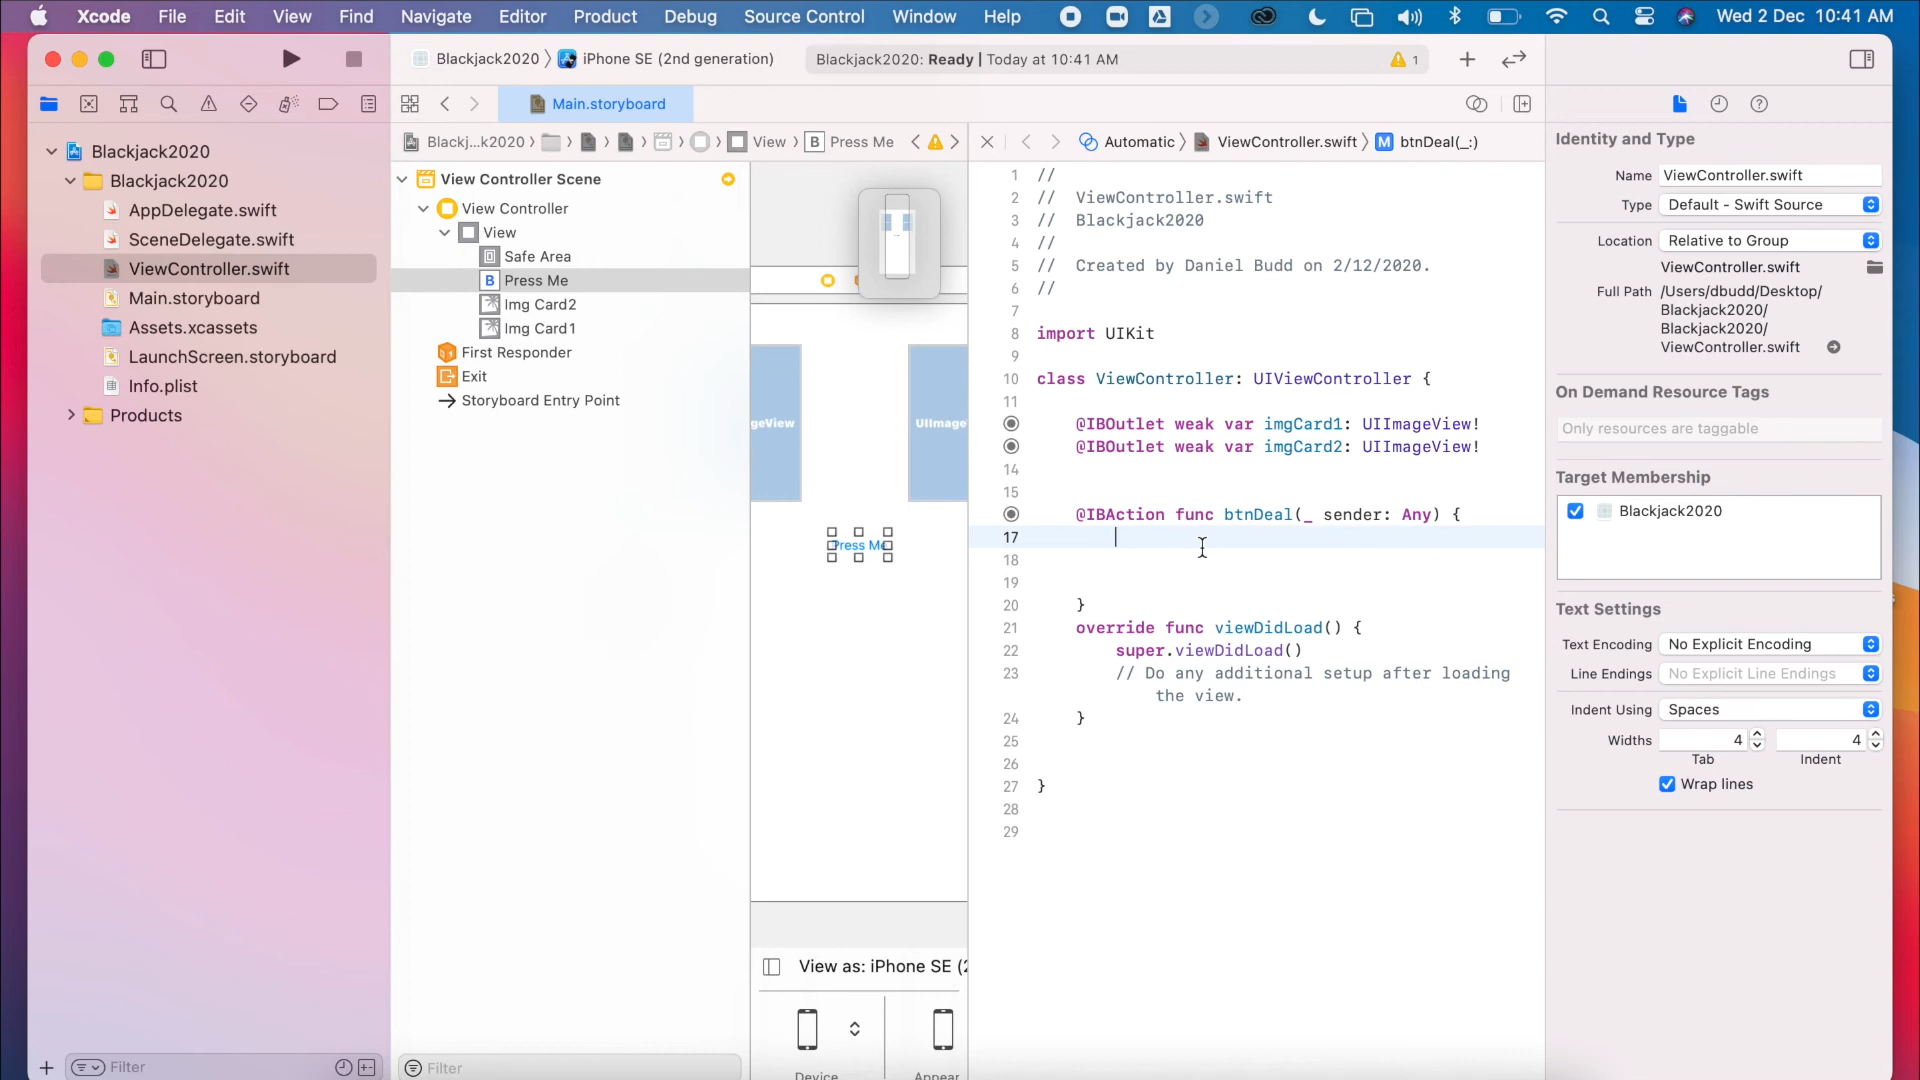 Xcode File Edit View Find Navigate Editor Product Debug Source Control Window Help Wed 2 Dec 10:41 AM
Blackjack2020 〉 iPhone SE (2nd generation)
Blackjack2020: Ready | Today at 10:41 AM
1
Main.storyboard
Blackjack2020
Blackjack2020
AppDelegate.swift
SceneDelegate.swift
ViewController.swift
Main.storyboard
Assets.xcassets
LaunchScreen.storyboard
Info.plist
Products
Filter
Blackj...k2020 〉 View 〉 B Press Me
View Controller Scene
View Controller
View
Safe Area
B Press Me
Img Card2
Img Card1
First Responder
Exit
Storyboard Entry Point
Filter
geView
UIImage
Press Me
View as: iPhone SE (2
Device
Appear
Automatic 〉 ViewController.swift 〉 M btnDeal(_:)
1 //
2 // ViewController.swift
3 // Blackjack2020
4 //
5 // Created by Daniel Budd on 2/12/2020.
6 //
7
8 import UIKit
9
10 class ViewController: UIViewController {
11
@IBOutlet weak var imgCard1: UIImageView!
@IBOutlet weak var imgCard2: UIImageView!
14
15
@IBAction func btnDeal(_ sender: Any) {
17
18
19
20 }
21 override func viewDidLoad() {
22 super.viewDidLoad()
23 // Do any additional setup after loading
the view.
24 }
25
26
27 }
28
29
Identity and Type
Name ViewController.swift
Type Default - Swift Source
Location Relative to Group
ViewController.swift
Full Path /Users/dbudd/Desktop/
Blackjack2020/
Blackjack2020/
ViewController.swift
On Demand Resource Tags
Only resources are taggable
Target Membership
Blackjack2020
Text Settings
Text Encoding No Explicit Encoding
Line Endings No Explicit Line Endings
Indent Using Spaces
Widths 4 4
Tab Indent
Wrap lines